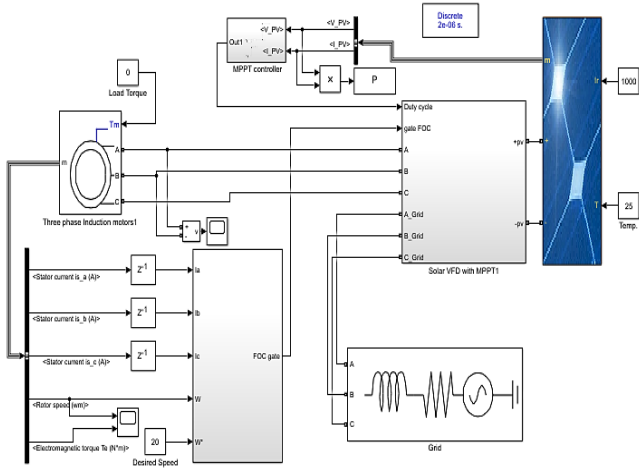 Discrete
2e-06 s.
<V_PV>
<I_PV>
<V_PV>
<I_PV>
Out1
MPPT controller
X
P
m
Ir
1000
T
25
Temp.
+
-
0
Load Torque
Tm
m
A
B
C
Three phase Induction motors1
Duty cycle
gate FOC
A
B
C
A_Grid
B_Grid
C_Grid
+pv
-pv
Solar VFD with MPPT1
+
-
v
<Stator current is_a (A)>
<Stator current is_b (A)>
<Stator current is_c (A)>
<Rotor speed (wm)>
<Electromagnetic torque Te (N*m)>
Z-1
Z-1
Z-1
20
Desired Speed
Ia
Ib
Ic
W
W*
FOC gate
A
B
C
Grid